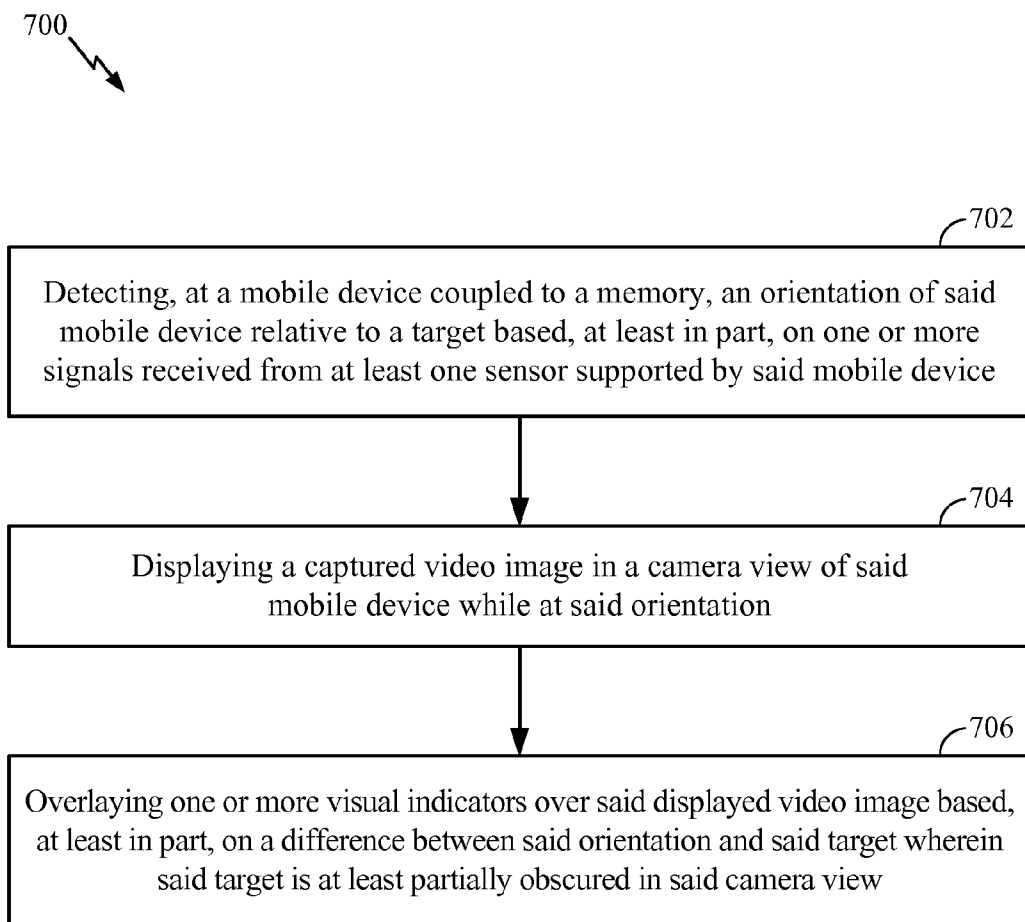 700
702
Detecting, at a mobile device coupled to a memory, an orientation of said
mobile device relative to a target based, at least in part, on one or more
signals received from at least one sensor supported by said mobile device
704
Displaying a captured video image in a camera view of said
mobile device while at said orientation
706
Overlaying one or more visual indicators over said displayed video image based,
at least in part, on a difference between said orientation and said target wherein
said target is at least partially obscured in said camera view